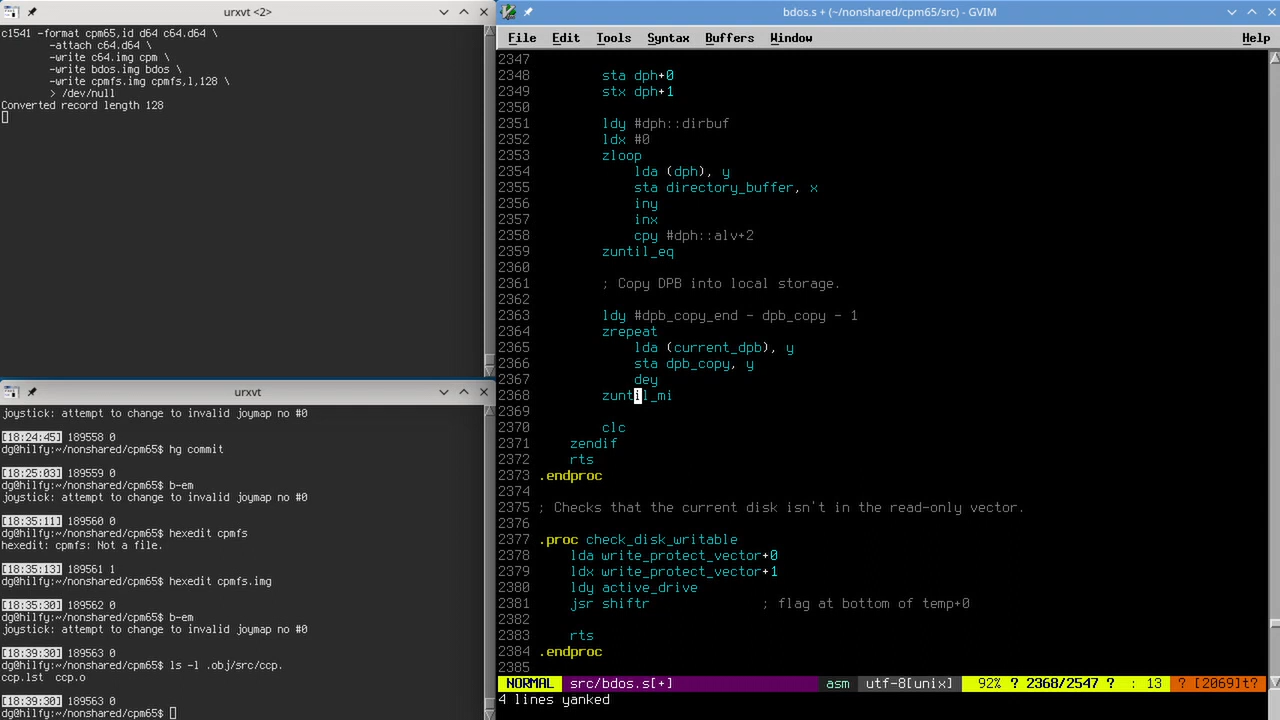 urxvt <2>
c1541 -format cpm65,id d64 c64.d64 \
-attach c64.d64 \
-write c64.img cpm \
-write bdos.img bdos \
-write cpmfs.img cpmfs,l,128 \
> /dev/null
Converted record length 128
urxvt
joystick: attempt to change to invalid joymap no #0
[18:24:45] 189558 0
dg@hilfy:~/nonshared/cpm65$ hg commit
[18:25:03] 189559 0
dg@hilfy:~/nonshared/cpm65$ b-em
joystick: attempt to change to invalid joymap no #0
[18:35:11] 189560 0
dg@hilfy:~/nonshared/cpm65$ hexedit cpmfs
hexedit: cpmfs: Not a file.
[18:35:13] 189561 1
dg@hilfy:~/nonshared/cpm65$ hexedit cpmfs.img
[18:35:30] 189562 0
dg@hilfy:~/nonshared/cpm65$ b-em
joystick: attempt to change to invalid joymap no #0
[18:39:30] 189563 0
dg@hilfy:~/nonshared/cpm65$ ls -l .obj/src/ccp.
ccp.lst  ccp.o
[18:39:30] 189563 0
dg@hilfy:~/nonshared/cpm65$
bdos.s + (~/nonshared/cpm65/src) - GVIM
File Edit Tools Syntax Buffers Window Help
2347
2348 sta dph+0
2349 stx dph+1
2350
2351 ldy #dph::dirbuf
2352 ldx #0
2353 zloop
2354 lda (dph), y
2355 sta directory_buffer, x
2356 iny
2357 inx
2358 cpy #dph::alv+2
2359 zuntil_eq
2360
2361 ; Copy DPB into local storage.
2362
2363 ldy #dpb_copy_end - dpb_copy - 1
2364 zrepeat
2365 lda (current_dpb), y
2366 sta dpb_copy, y
2367 dey
2368 zuntil_mi
2369
2370 clc
2371 zendif
2372 rts
2373 .endproc
2374
2375 ; Checks that the current disk isn't in the read-only vector.
2376
2377 .proc check_disk_writable
2378 lda write_protect_vector+0
2379 ldx write_protect_vector+1
2380 ldy active_drive
2381 jsr shiftr ; flag at bottom of temp+0
2382
2383 rts
2384 .endproc
2385
NORMAL src/bdos.s[+] asm utf-8[unix] 92% ? 2368/2547 ? : 13 ? [2069]t?
4 lines yanked